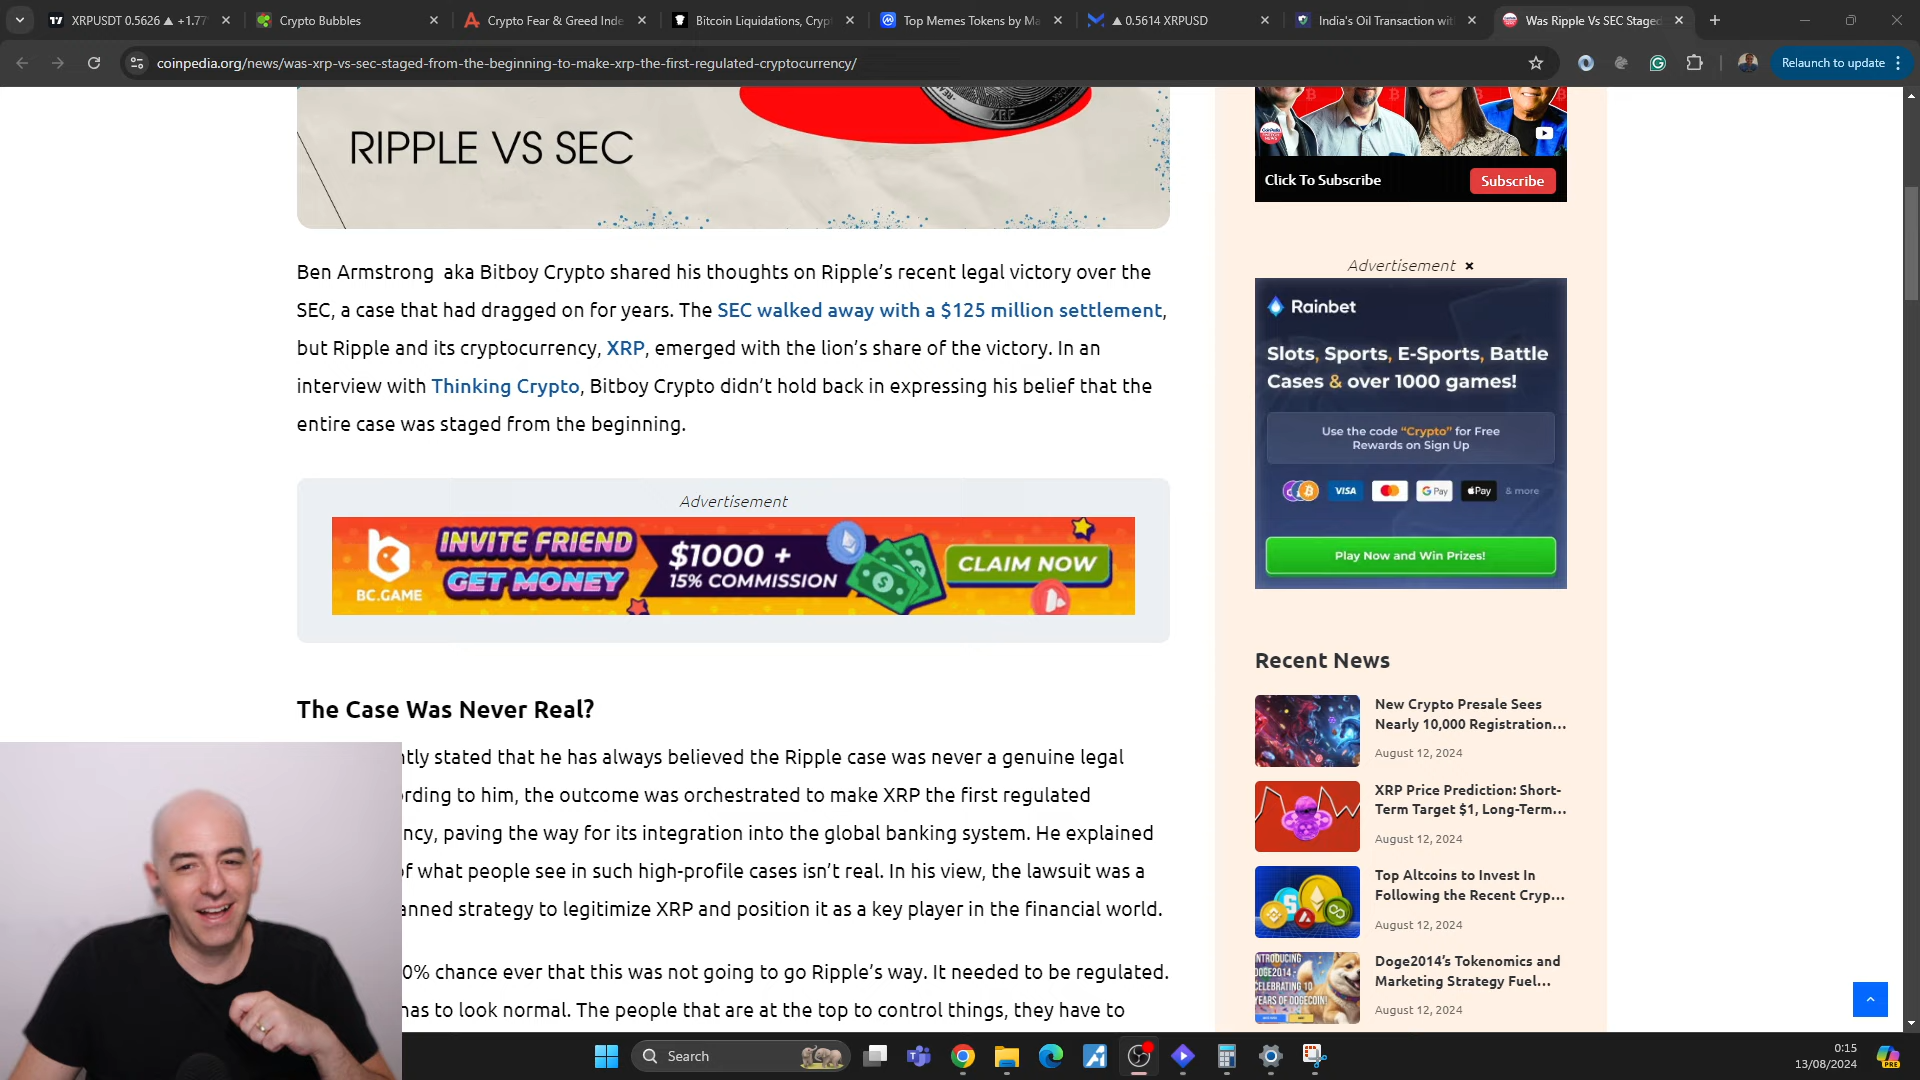 XRPUSDT 0.5626 ▲ +1.77
Crypto Bubbles
Crypto Fear & Greed Inde
Bitcoin Liquidations, Cryp
Top Memes Tokens by Ma
▲ 0.5614 XRPUSD
India's Oil Transaction wit
Was Ripple Vs SEC Staged
coinpedia.org/news/was-xrp-vs-sec-staged-from-the-beginning-to-make-xrp-the-first-regulated-cryptocurrency/
Relaunch to update
XRP
RIPPLE VS SEC
Ben Armstrong aka Bitboy Crypto shared his thoughts on Ripple's recent legal victory over the
SEC, a case that had dragged on for years. The SEC walked away with a $125 million settlement,
but Ripple and its cryptocurrency, XRP, emerged with the lion's share of the victory. In an
interview with Thinking Crypto, Bitboy Crypto didn't hold back in expressing his belief that the
entire case was staged from the beginning.
Advertisement
BC.GAME
INVITE FRIEND
GET MONEY
$1000 +
15% COMMISSION
CLAIM NOW
The Case Was Never Real?
ntly stated that he has always believed the Ripple case was never a genuine legal
ording to him, the outcome was orchestrated to make XRP the first regulated
ncy, paving the way for its integration into the global banking system. He explained
of what people see in such high-profile cases isn't real. In his view, the lawsuit was a
anned strategy to legitimize XRP and position it as a key player in the financial world.
0% chance ever that this was not going to go Ripple's way. It needed to be regulated.
has to look normal. The people that are at the top to control things, they have to
Click To Subscribe
Subscribe
Advertisement ×
Rainbet
Slots, Sports, E-Sports, Battle
Cases & over 1000 games!
Use the code "Crypto" for Free
Rewards on Sign Up
VISA
G Pay
Pay
& more
Play Now and Win Prizes!
Recent News
New Crypto Presale Sees
Nearly 10,000 Registration...
August 12, 2024
XRP Price Prediction: Short-
Term Target $1, Long-Term...
August 12, 2024
Top Altcoins to Invest In
Following the Recent Cryp...
August 12, 2024
INTRODUCING
DOGE2014 -
CELEBRATING 10
YEARS OF DOGECOIN!
Doge2014's Tokenomics and
Marketing Strategy Fuel...
August 12, 2024
Search
0:15
13/08/2024
PRE